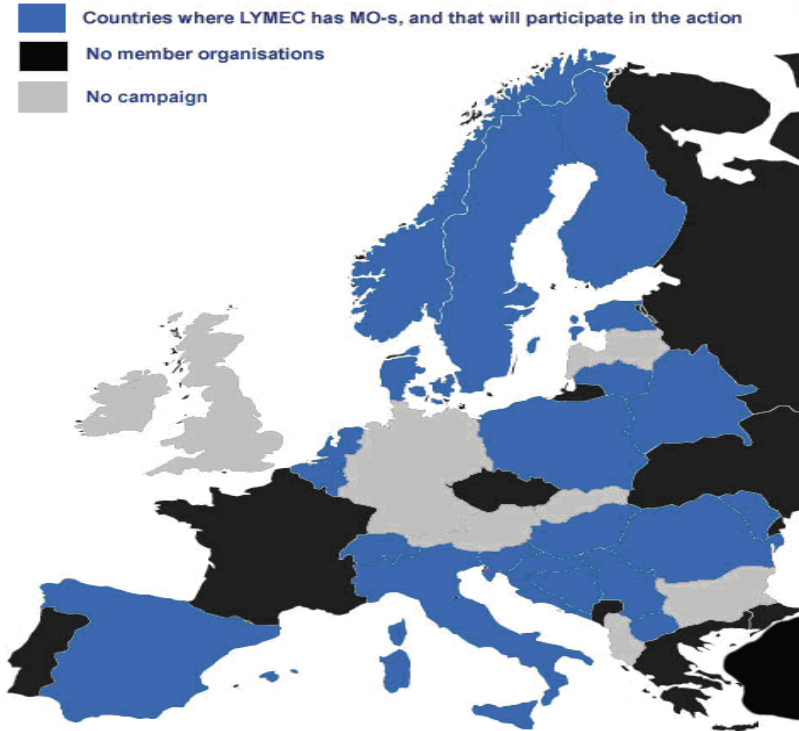 Countries where LYMEC has MO-s, and that will participate in the action
No member organisations
No campaign